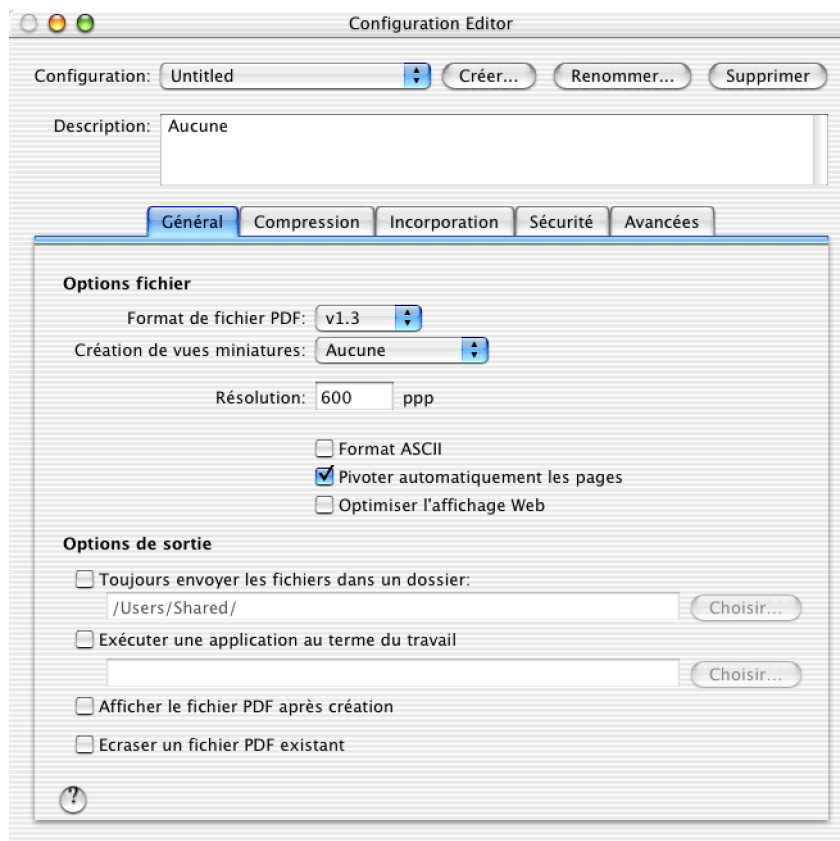 Configuration Editor
Configuration: Untitled Créer... Renommer... Supprimer
Description: Aucune
Général Compression Incorporation Sécurité Avancées
Options fichier
Format de fichier PDF: v1.3
Création de vues miniatures: Aucune
Résolution: 600 ppp
Format ASCII
Pivoter automatiquement les pages
Optimiser l'affichage Web
Options de sortie
Toujours envoyer les fichiers dans un dossier:
/Users/Shared/ Choisir...
Exécuter une application au terme du travail
Choisir...
Afficher le fichier PDF après création
Ecraser un fichier PDF existant
?